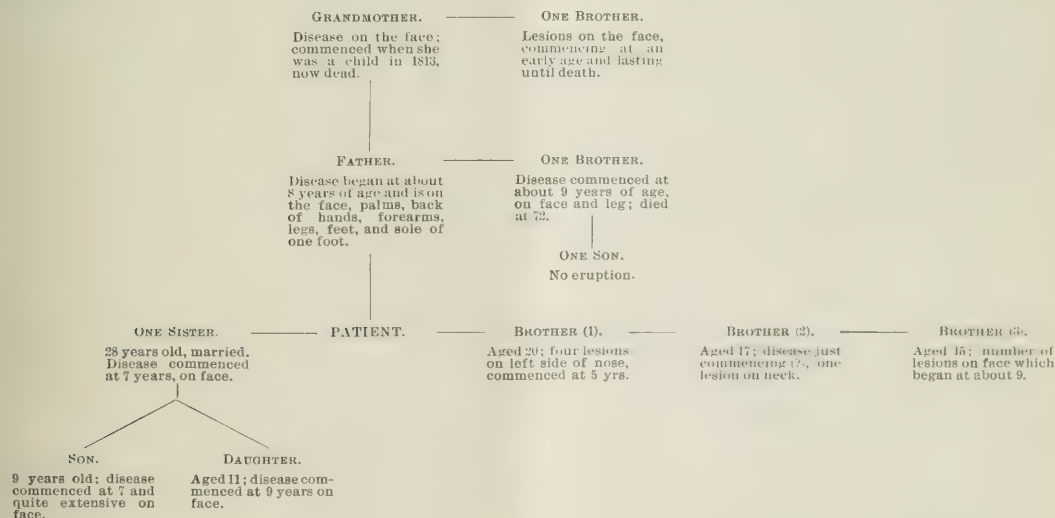 GRANDMOTHER.
Disease on the face;
commenced when she
was a child in 1813,
now dead.
ONE BROTHER.
Lesions on the face,
commencing at an
early age and lasting
until death.
FATHER.
Disease began at about
8 years of age and is on
the face, palms, back
of hands, forearms,
legs, feet, and sole of
one foot.
ONE BROTHER.
Disease commenced at
about 9 years of age,
on face and leg; died
at 72.
ONE SON.
No eruption.
ONE SISTER.
28 years old, married.
Disease commenced
at 7 years, on face.
PATIENT.
BROTHER (1).
Aged 20; four lesions
on left side of nose,
commenced at 5 yrs.
BROTHER (2).
Aged 17; disease just
commencing (?), one
lesion on neck.
BROTHER (3).
Aged 15; number of
lesions on face which
began at about 9.
SON.
9 years old; disease
commenced at 7 and
quite extensive on
face.
DAUGHTER.
Aged 11; disease com-
menced at 9 years on
face.